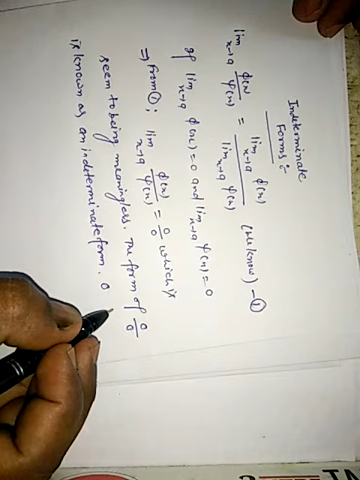 Indeterminate
Forms :-
lim x→a ϕ(x)/ψ(x) = lim x→a ϕ(x) / lim x→a ψ(x) (We know) -①
If lim x→a ϕ(x) = 0 and lim x→a ψ(x) = 0
⇒ From ① : lim x→a ϕ(x)/ψ(x) = 0/0 which is
seem to being meaningless. The form of 0/0
is known as an indeterminate form. 0